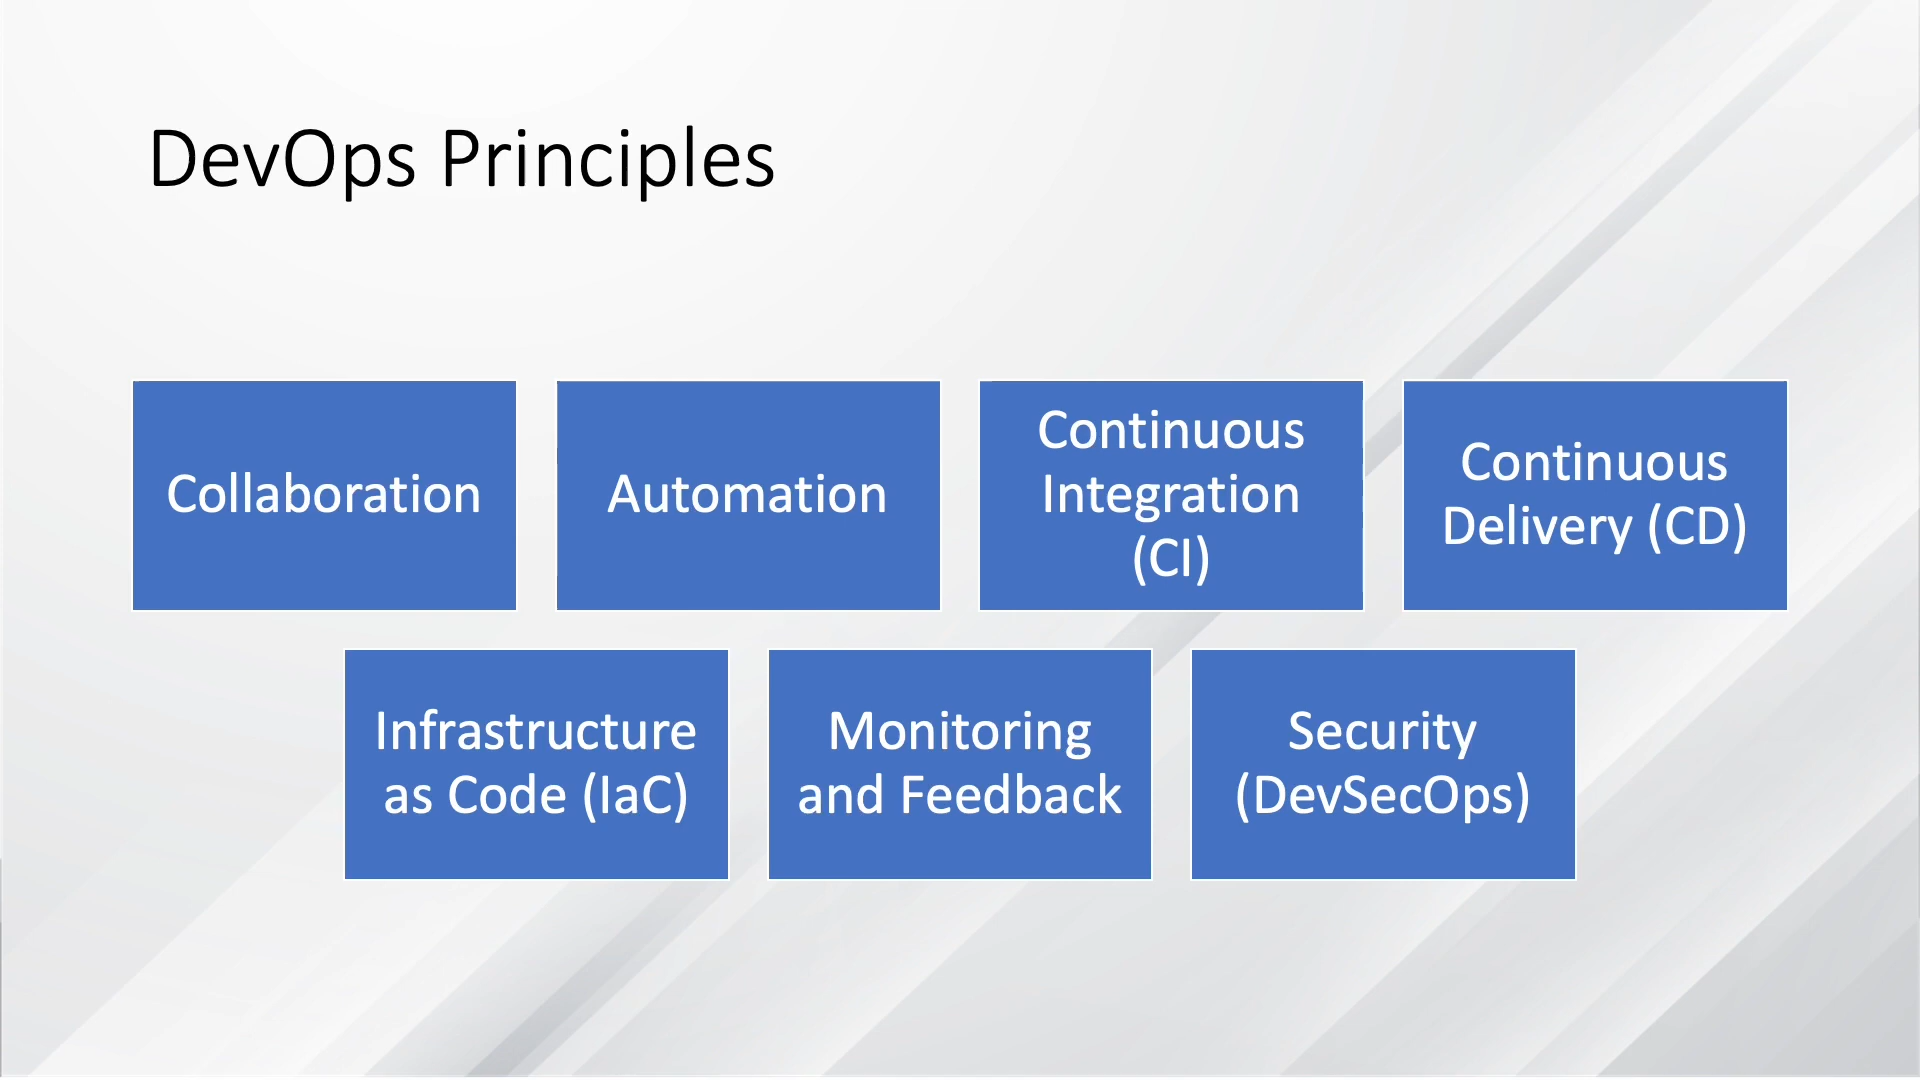 DevOps Principles
Collaboration
Automation
Continuous
Integration
(CI)
Continuous
Delivery (CD)
Infrastructure
as Code (IaC)
Monitoring
and Feedback
Security
(DevSecOps)